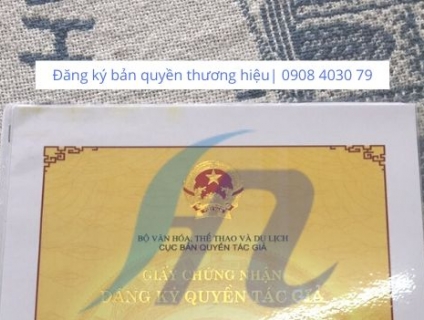 Đăng ký bản quyền thương hiệu| 0908 4030 79
BỘ VĂN HÓA, THỂ THAO VÀ DU LỊCH
CỤC BẢN QUYỀN TÁC GIẢ
GIẤY CHỨNG NHẬN
ĐĂNG KÝ QUYỀN TÁC GIẢ